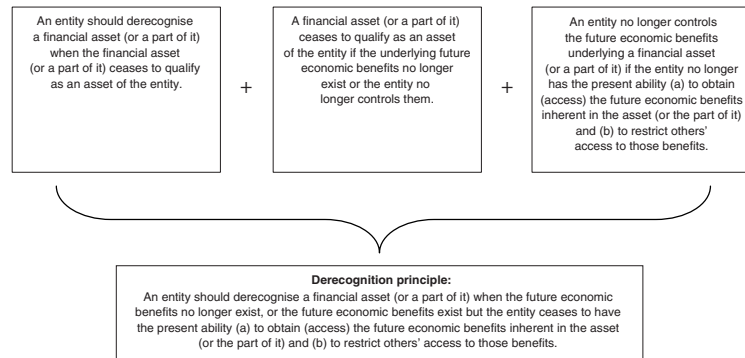 An entity should derecognise
a financial asset (or a part of it)
when the financial asset
(or a part of it) ceases to qualify
as an asset of the entity.
+
A financial asset (or a part of it)
ceases to qualify as an asset
of the entity if the underlying future
economic benefits no longer
exist or the entity no
longer controls them.
+
An entity no longer controls
the future economic benefits
underlying a financial asset
(or a part of it) if the entity no longer
has the present ability (a) to obtain
(access) the future economic benefits
inherent in the asset (or the part of it)
and (b) to restrict others’
access to those benefits.
Derecognition principle:
An entity should derecognise a financial asset (or a part of it) when the future economic
benefits no longer exist, or the future economic benefits exist but the entity ceases to have
the present ability (a) to obtain (access) the future economic benefits inherent in the asset
(or the part of it) and (b) to restrict others’ access to those benefits.